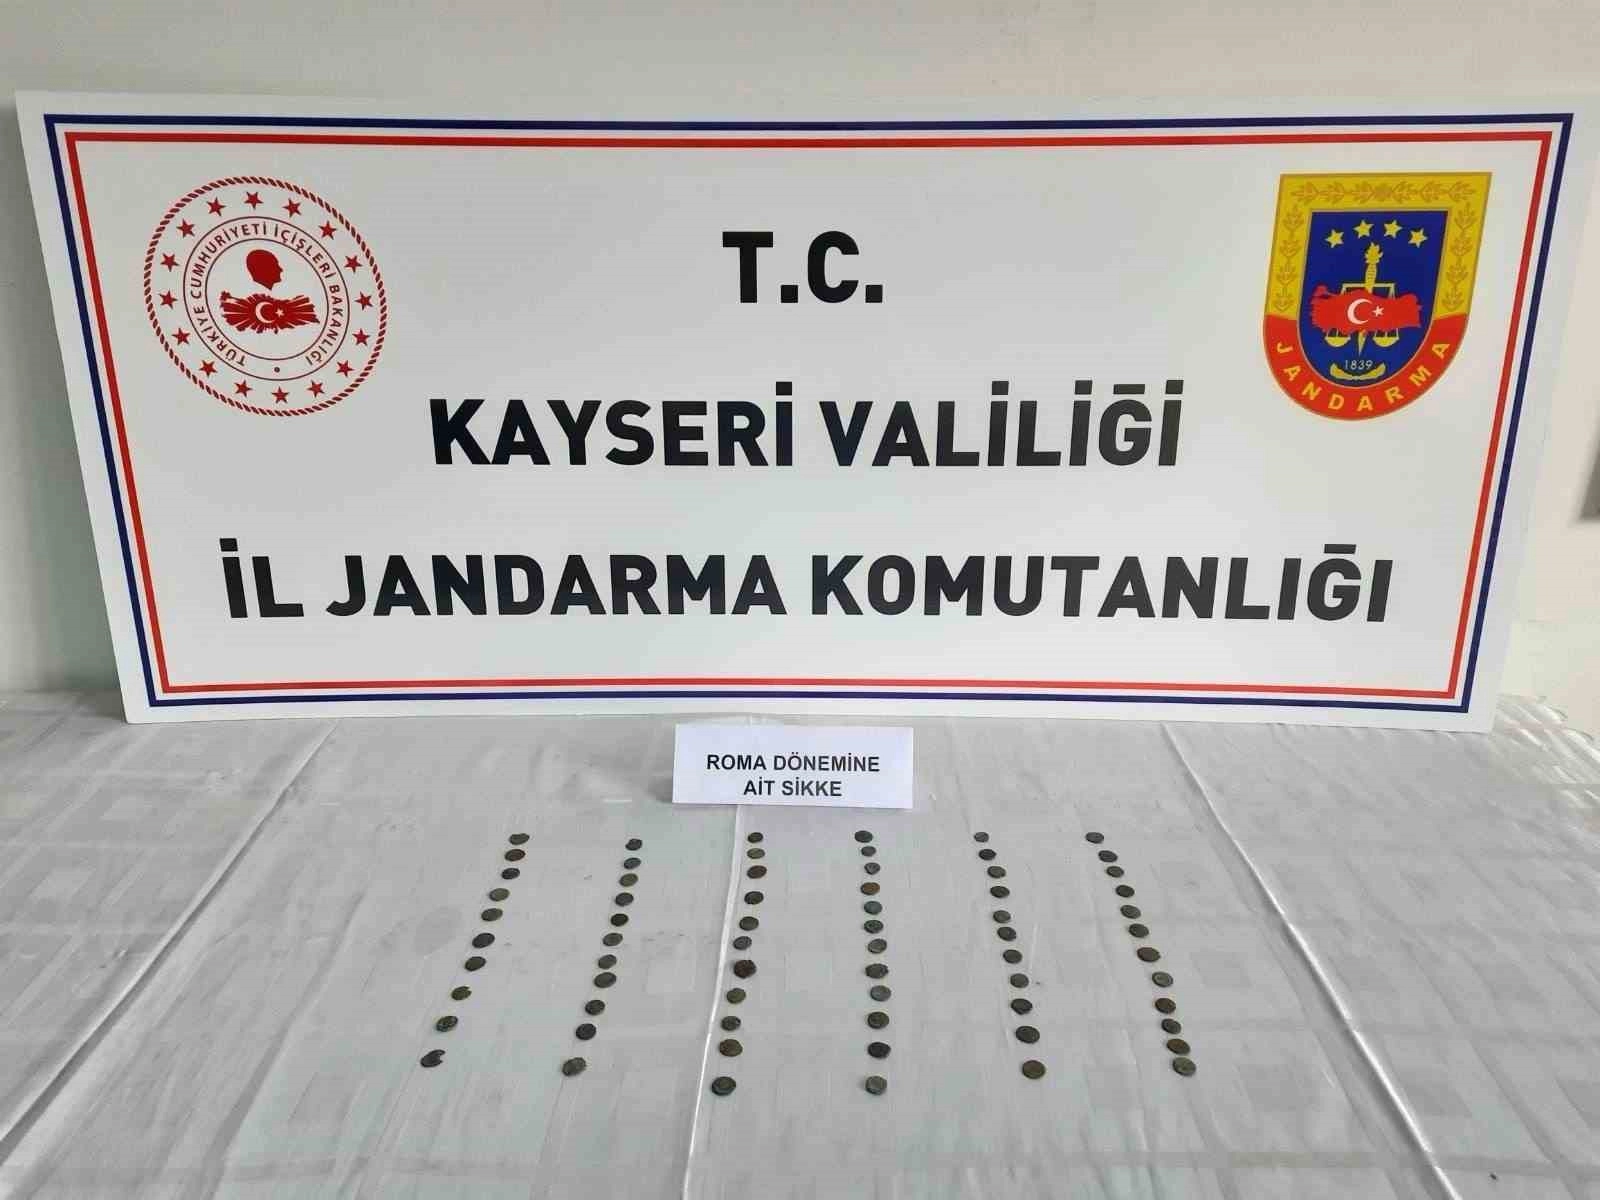 TÜRKİYE CUMHURİYETİ İÇİŞLERİ BAKANLIĞI
T.C.
KAYSERİ VALİLİĞİ
İL JANDARMA KOMUTANLIĞI
1839
JANDARMA
ROMA DÖNEMİNE
AİT SİKKE